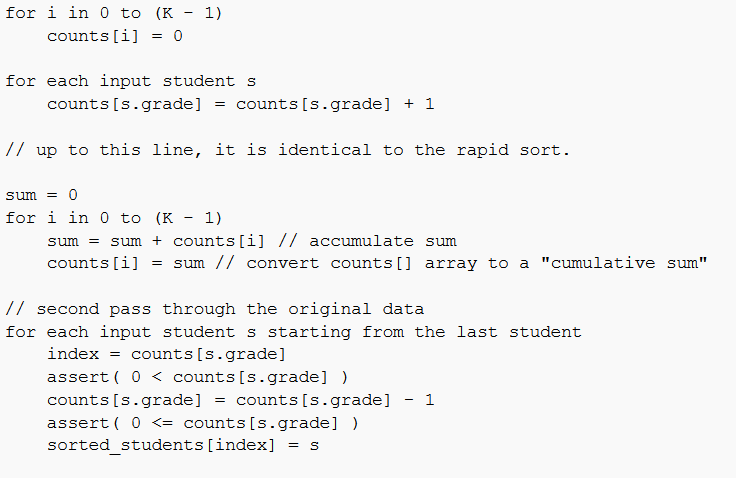 for i in 0 to (K - 1)
    counts[i] = 0

for each input student s
    counts[s.grade] = counts[s.grade] + 1

// up to this line, it is identical to the rapid sort.

sum = 0
for i in 0 to (K - 1)
    sum = sum + counts[i] // accumulate sum
    counts[i] = sum // convert counts[] array to a "cumulative sum"

// second pass through the original data
for each input student s starting from the last student
    index = counts[s.grade]
    assert( 0 < counts[s.grade] )
    counts[s.grade] = counts[s.grade] - 1
    assert( 0 <= counts[s.grade] )
    sorted_students[index] = s